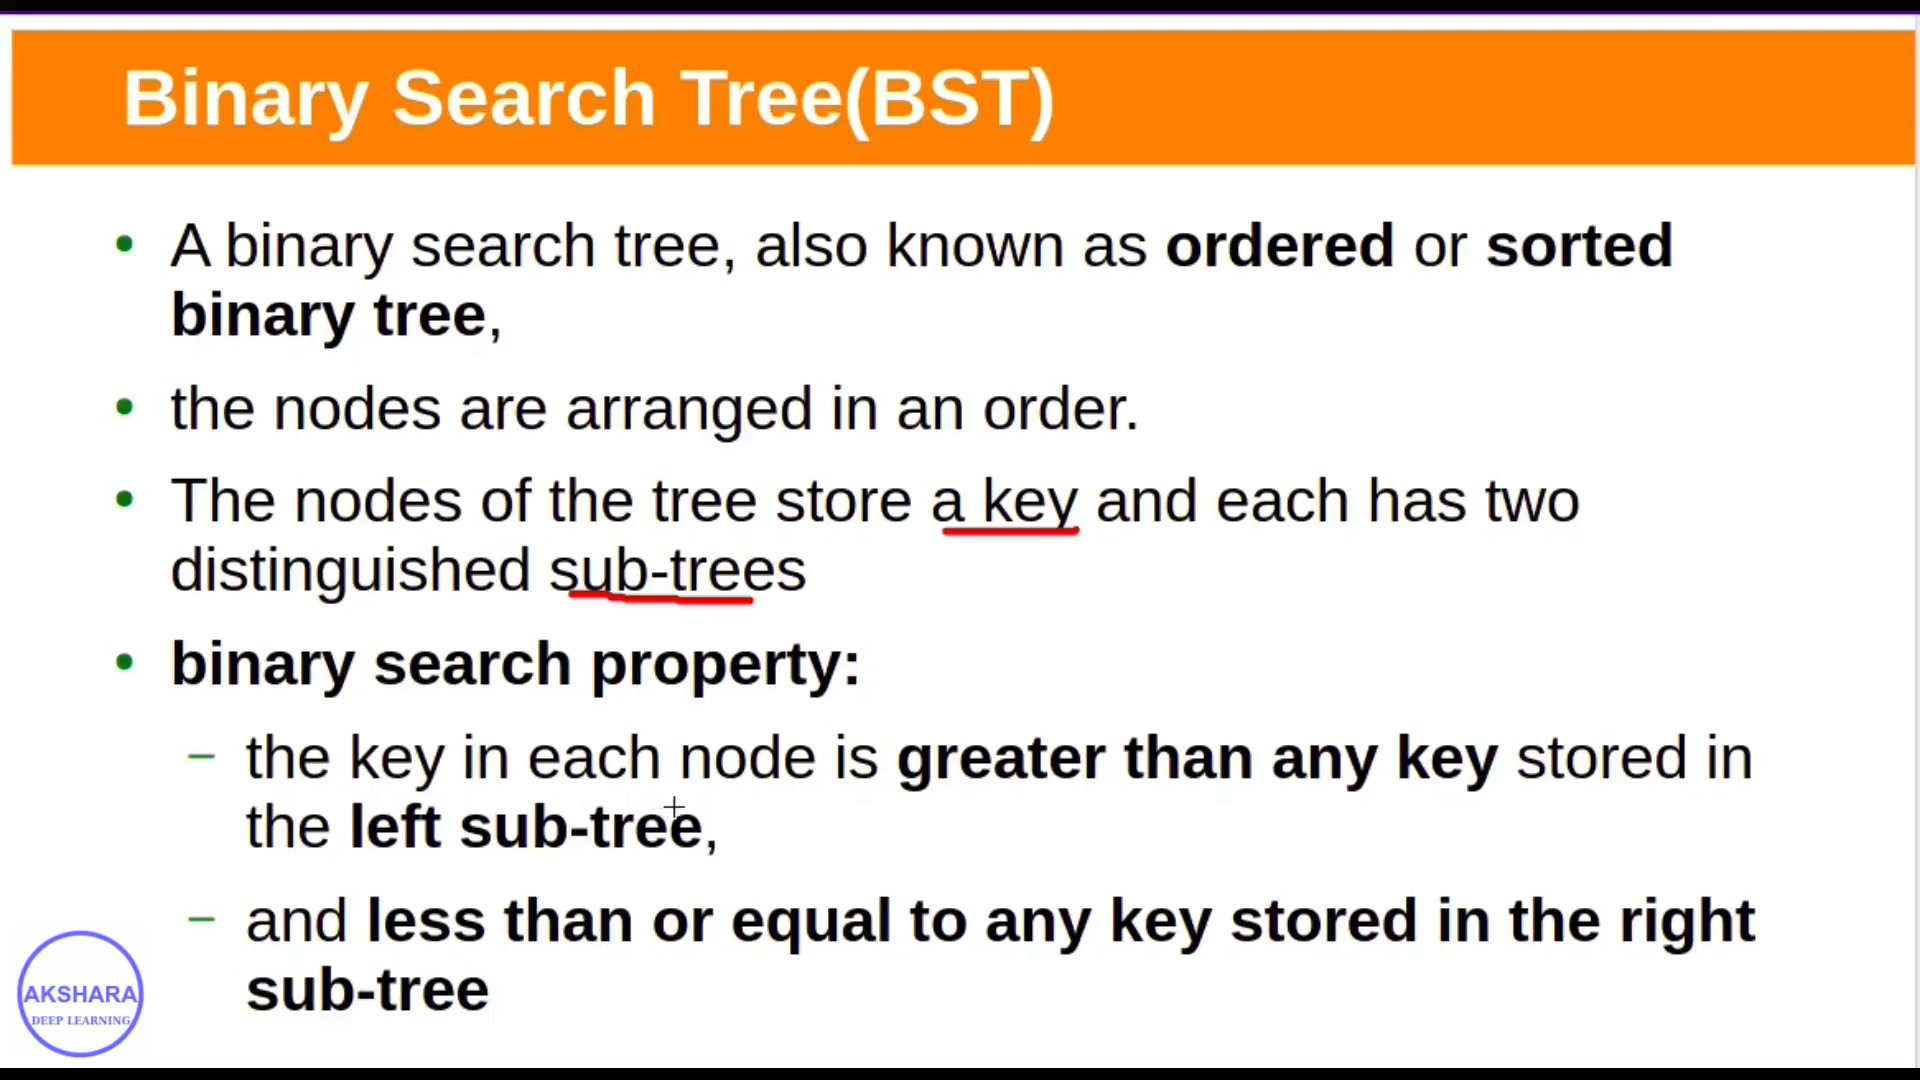 Binary Search Tree(BST)
• A binary search tree, also known as ordered or sorted
binary tree,
• the nodes are arranged in an order.
• The nodes of the tree store a key and each has two
distinguished sub-trees
• binary search property:
– the key in each node is greater than any key stored in
the left sub-tree,
– and less than or equal to any key stored in the right
sub-tree
AKSHARA
DEEP LEARNING